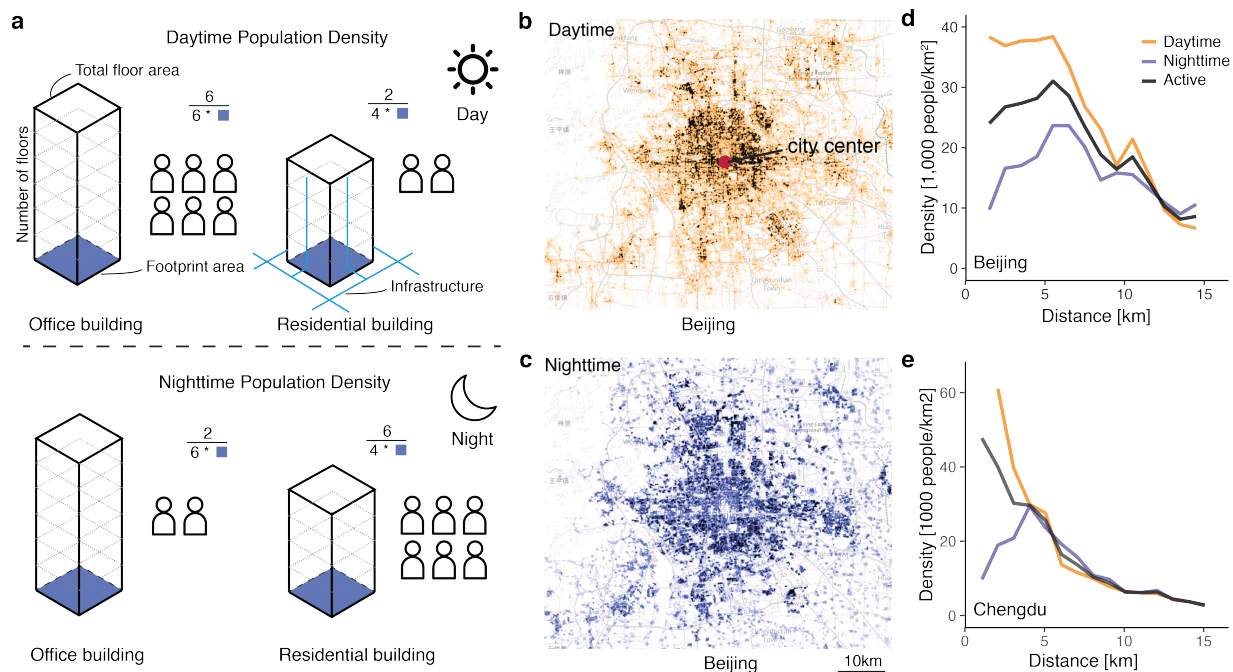 a
Daytime Population Density
Total floor area
Number of floors
6
6 *
2
4 *
Day
Footprint area
Infrastructure
Office building
Residential building
Nighttime Population Density
2
6 *
6
4 *
Night
Office building
Residential building
b
Daytime
city center
Beijing
c
Nighttime
Beijing
10km
d
Density [1,000 people/km²]
40
30
20
10
0
Daytime
Nighttime
Active
Beijing
0
5
10
15
Distance [km]
e
Density [1000 people/km2]
60
40
20
0
Chengdu
0
5
10
15
Distance [km]